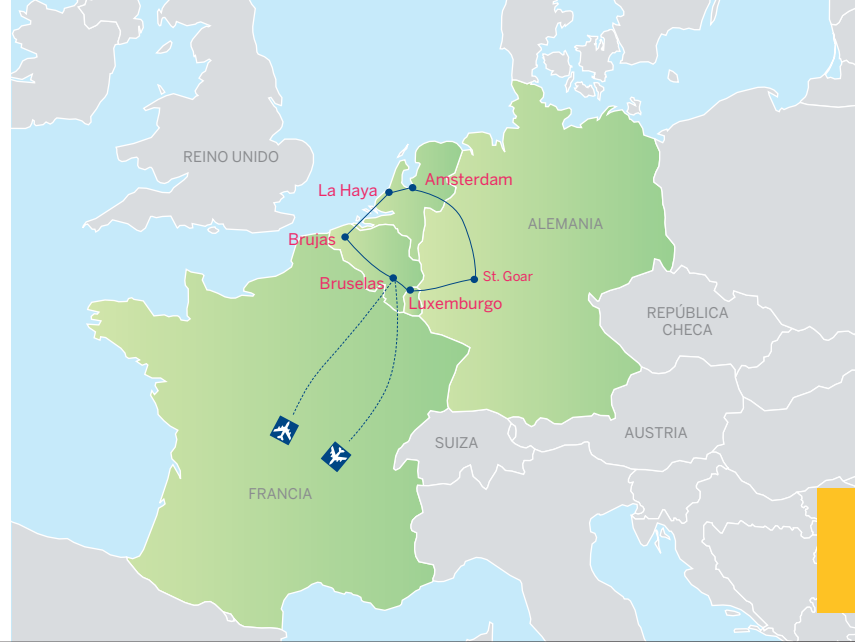 REINO UNIDO
Amsterdam
La Haya
ALEMANIA
Brujas
St. Goar
Bruselas
Luxemburgo
REPÚBLICA
CHECA
AUSTRIA
SUIZA
FRANCIA